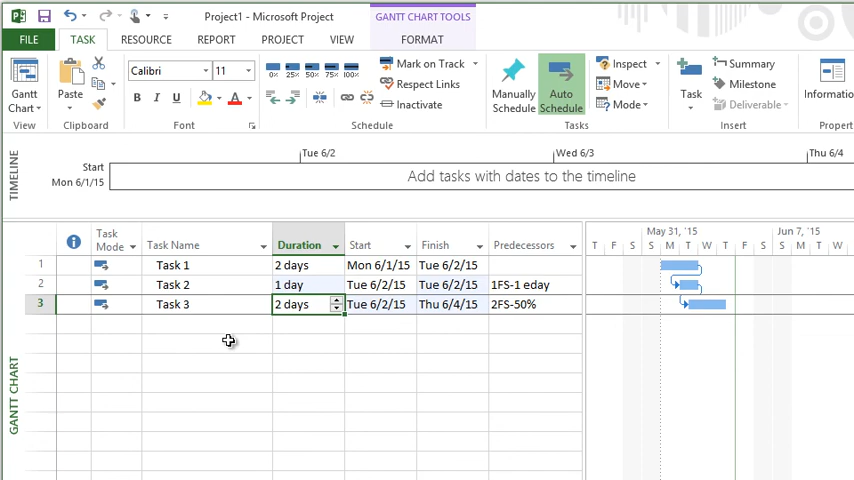 Project1 - Microsoft Project
GANTT CHART TOOLS
FILE TASK RESOURCE REPORT PROJECT VIEW FORMAT
Gantt Chart
Paste
Calibri 11
B I U A
0% 25% 50% 75% 100%
Mark on Track
Respect Links
Inactivate
Manually Schedule
Auto Schedule
Inspect
Move
Mode
Task
Summary
Milestone
Deliverable
Information
View Clipboard Font Schedule Tasks Insert Propert
TIMELINE
Tue 6/2 Wed 6/3 Thu 6/4
Start
Mon 6/1/15
Add tasks with dates to the timeline
GANTT CHART
Task Mode Task Name Duration Start Finish Predecessors
May 31, '15 Jun 7, '15
T F S S M T W T F S S M T W
1 Task 1 2 days Mon 6/1/15 Tue 6/2/15
2 Task 2 1 day Tue 6/2/15 Tue 6/2/15 1FS-1 eday
3 Task 3 2 days Tue 6/2/15 Thu 6/4/15 2FS-50%